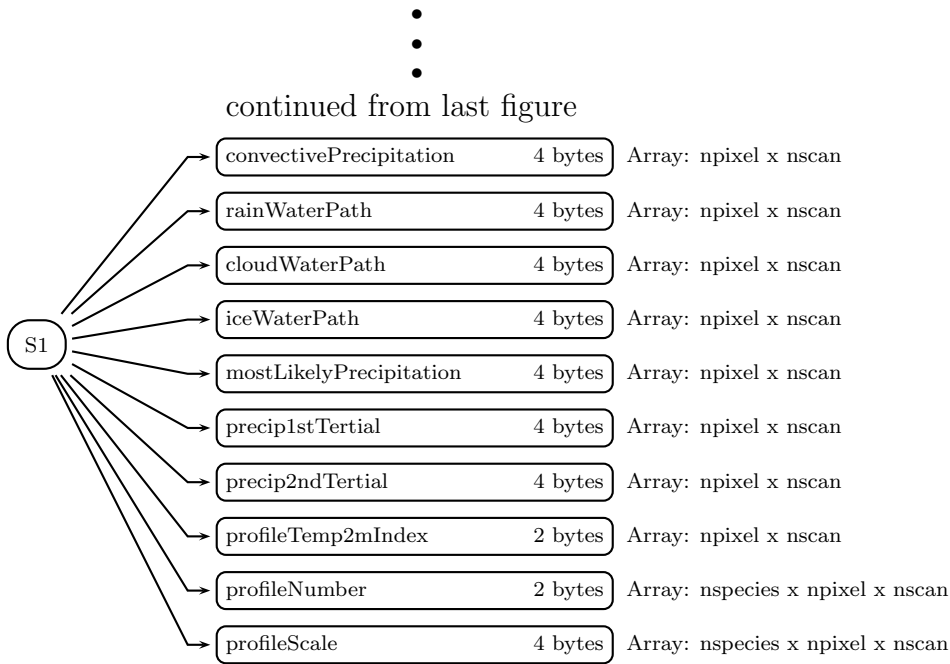 continued from last figure
convectivePrecipitation 4 bytes Array: npixel x nscan
rainWaterPath 4 bytes Array: npixel x nscan
cloudWaterPath 4 bytes Array: npixel x nscan
iceWaterPath 4 bytes Array: npixel x nscan
S1
mostLikelyPrecipitation 4 bytes Array: npixel x nscan
precip1stTertial 4 bytes Array: npixel x nscan
precip2ndTertial 4 bytes Array: npixel x nscan
profileTemp2mIndex 2 bytes Array: npixel x nscan
profileNumber 2 bytes Array: nspecies x npixel x nscan
profileScale 4 bytes Array: nspecies x npixel x nscan